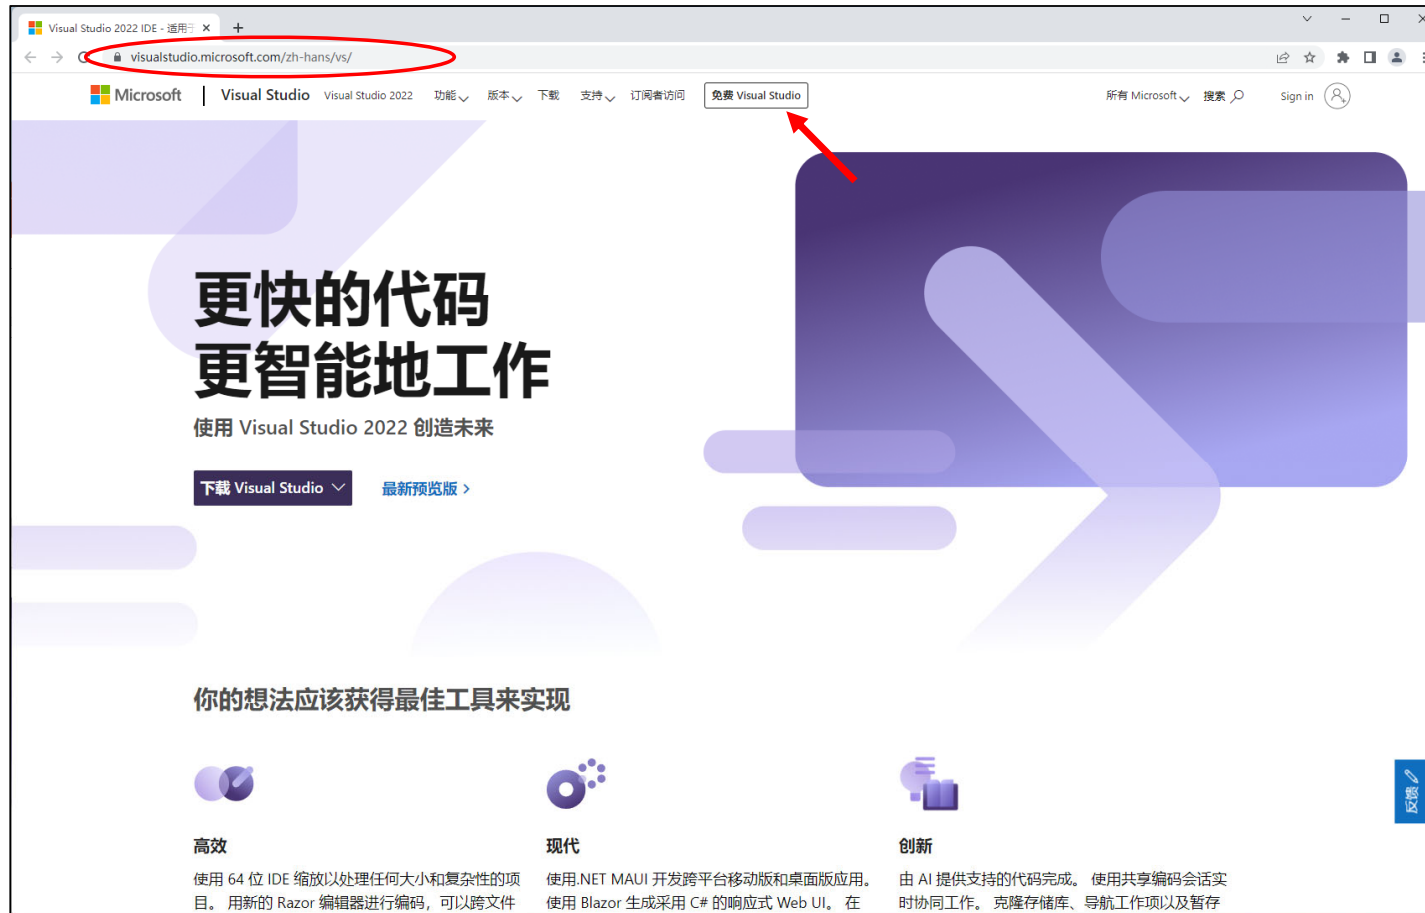 Visual Studio 2022 IDE - 适用于
visualstudio.microsoft.com/zh-hans/vs/
Microsoft Visual Studio Visual Studio 2022 功能 版本 下载 支持 订阅者访问 免费 Visual Studio 所有 Microsoft 搜索 Sign in
更快的代码
更智能地工作
使用 Visual Studio 2022 创造未来
下载 Visual Studio 最新预览版
你的想法应该获得最佳工具来实现
高效
使用 64 位 IDE 缩放以处理任何大小和复杂性的项
目。 用新的 Razor 编辑器进行编码，可以跨文件
现代
使用.NET MAUI 开发跨平台移动版和桌面版应用。
使用 Blazor 生成采用 C# 的响应式 Web UI。 在
创新
由 AI 提供支持的代码完成。 使用共享编码会话实
时协同工作。 克隆存储库、导航工作项以及暂存
反馈